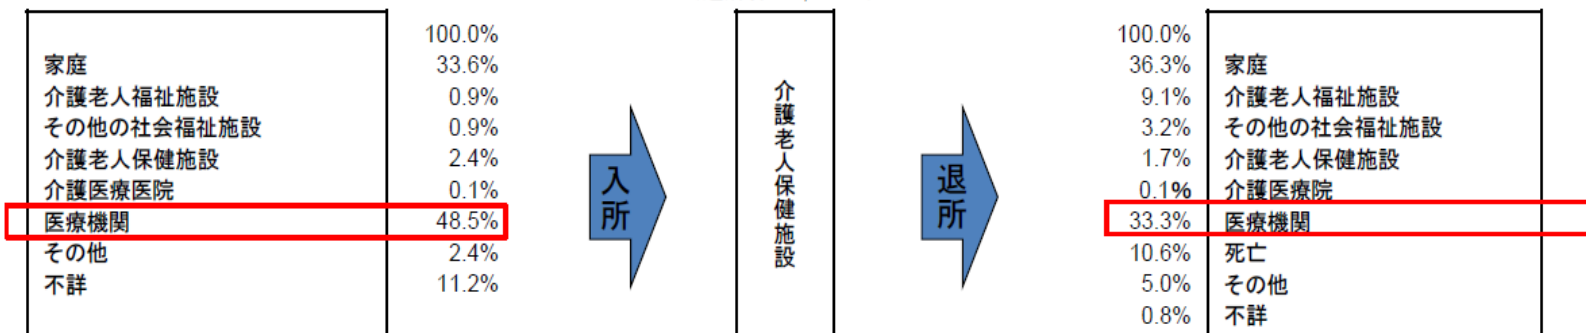 100.0%
家庭 33.6%
介護老人福祉施設 0.9%
その他の社会福祉施設 0.9%
介護老人保健施設 2.4%
介護医療医院 0.1%
医療機関 48.5%
その他 2.4%
不詳 11.2%
入所
介護老人保健施設
退所
100.0%
36.3% 家庭
9.1% 介護老人福祉施設
3.2% その他の社会福祉施設
1.7% 介護老人保健施設
0.1% 介護医療院
33.3% 医療機関
10.6% 死亡
5.0% その他
0.8% 不詳